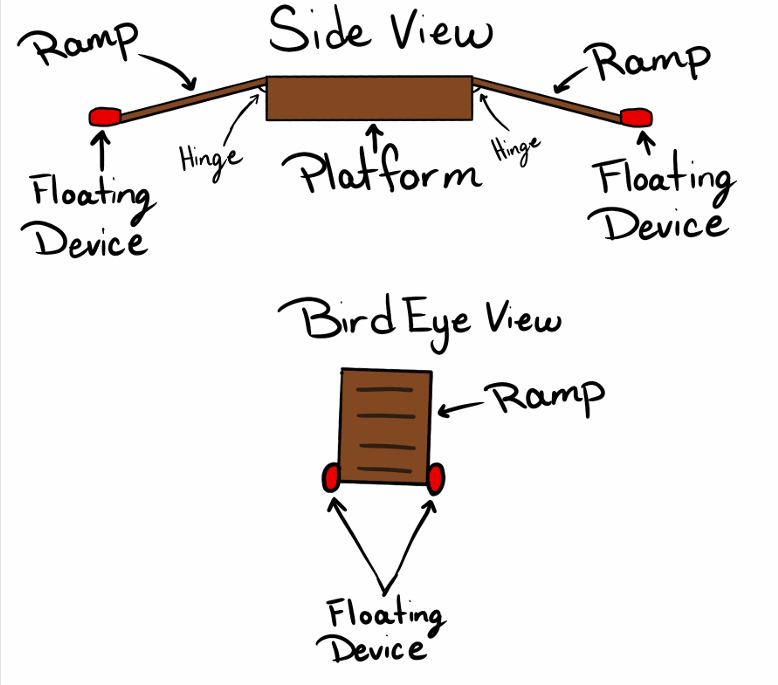 Side View
Ramp
Ramp
Hinge
Hinge
Platform
Floating
Device
Floating
Device
Bird Eye View
Ramp
Floating
Device